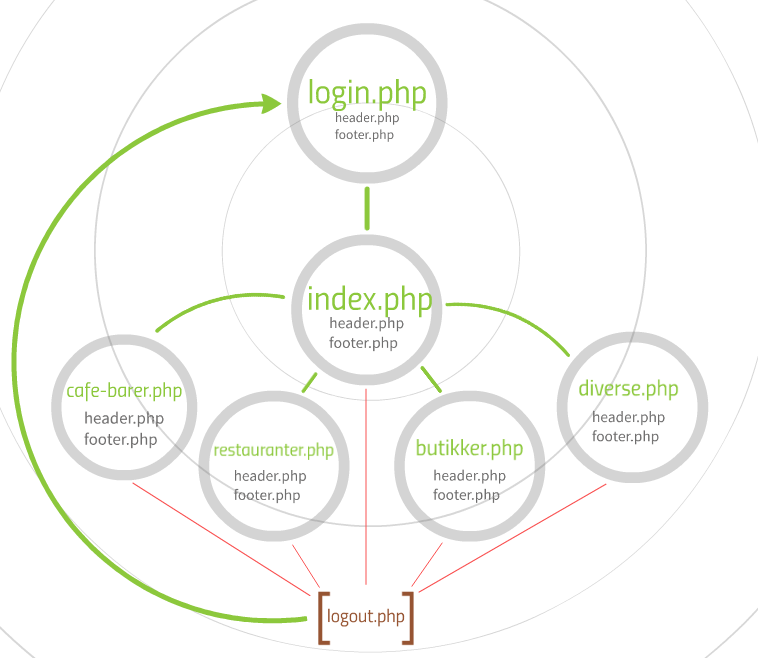 login.php
header.php
footer.php
index.php
header.php
footer.php
cafe-barer.php
header.php
footer.php
restauranter.php
header.php
footer.php
butikker.php
header.php
footer.php
diverse.php
header.php
footer.php
[logout.php]